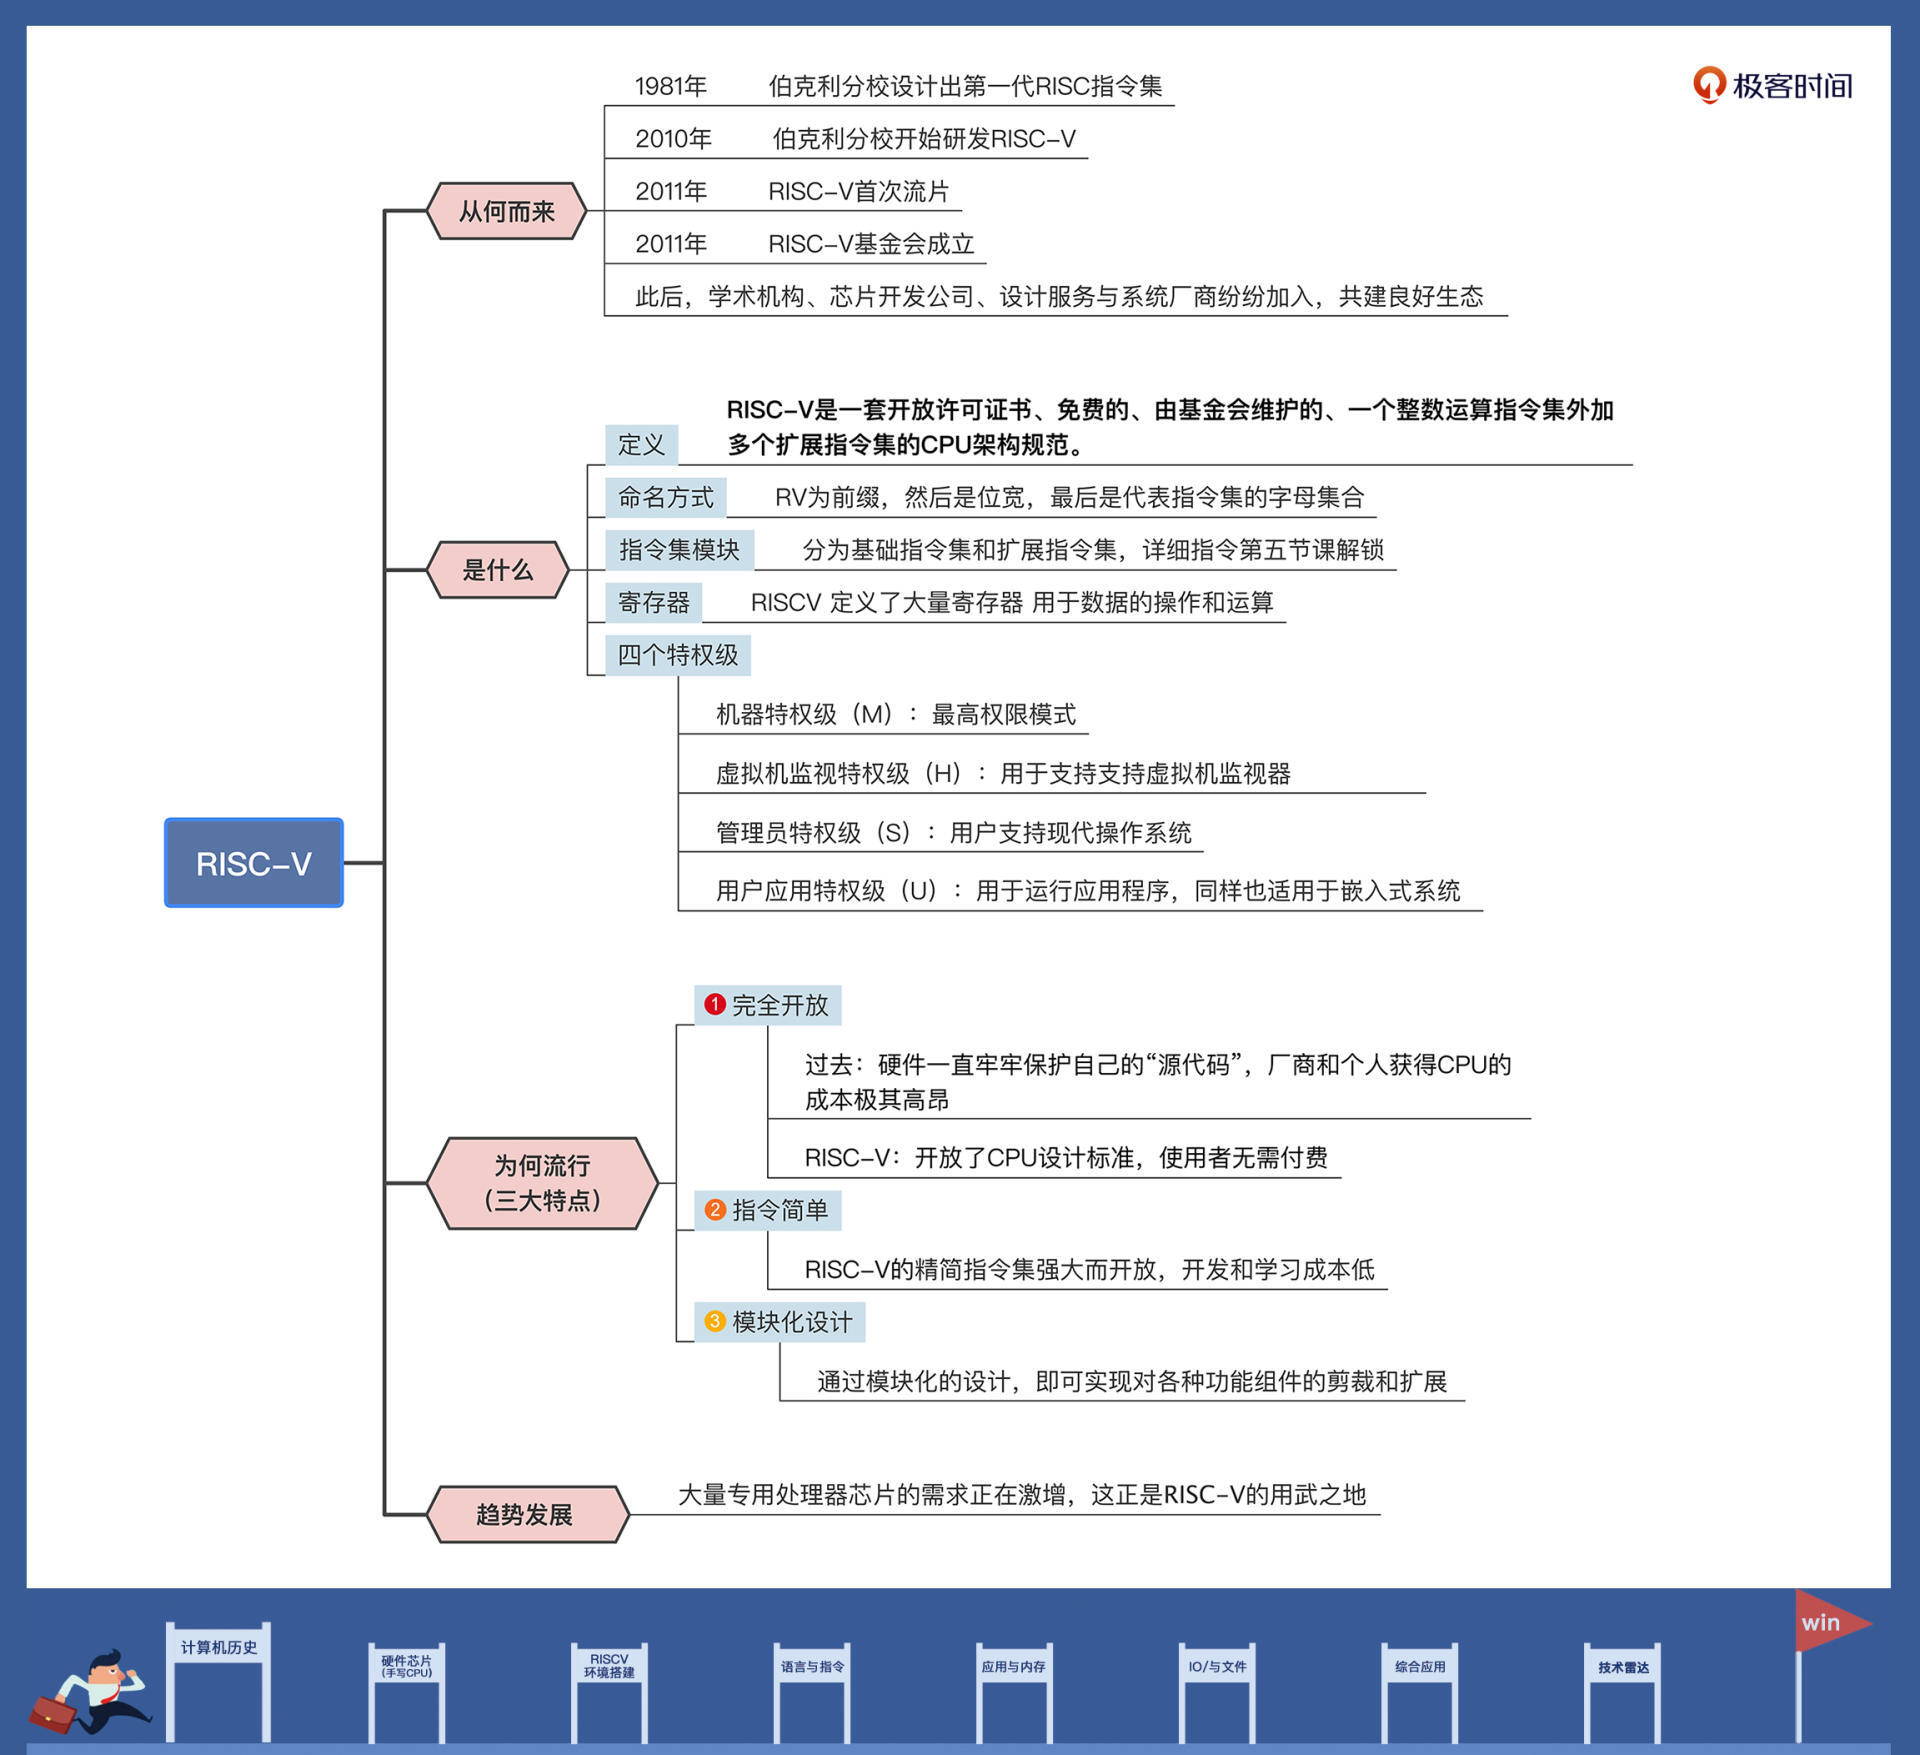 极客时间
RISC–V
从何而来
1981年 伯克利分校设计出第一代RISC指令集
2010年 伯克利分校开始研发RISC–V
2011年 RISC–V首次流片
2011年 RISC–V基金会成立
此后，学术机构、芯片开发公司、设计服务与系统厂商纷纷加入，共建良好生态
是什么
定义
RISC–V是一套开放许可证书、免费的、由基金会维护的、一个整数运算指令集外加
多个扩展指令集的CPU架构规范。
命名方式 RV为前缀，然后是位宽，最后是代表指令集的字母集合
指令集模块 分为基础指令集和扩展指令集，详细指令第五节课解锁
寄存器 RISCV 定义了大量寄存器 用于数据的操作和运算
四个特权级
机器特权级（M）：最高权限模式
虚拟机监视特权级（H）：用于支持支持虚拟机监视器
管理员特权级（S）：用户支持现代操作系统
用户应用特权级（U）：用于运行应用程序，同样也适用于嵌入式系统
为何流行
（三大特点）
1 完全开放
过去：硬件一直牢牢保护自己的“源代码”，厂商和个人获得CPU的
成本极其高昂
RISC–V：开放了CPU设计标准，使用者无需付费
2 指令简单
RISC–V的精简指令集强大而开放，开发和学习成本低
3 模块化设计
通过模块化的设计，即可实现对各种功能组件的剪裁和扩展
趋势发展
大量专用处理器芯片的需求正在激增，这正是RISC–V的用武之地
计算机历史
硬件芯片
（手写CPU）
RISCV
环境搭建
语言与指令
应用与内存
IO/与文件
综合应用
技术雷达
win